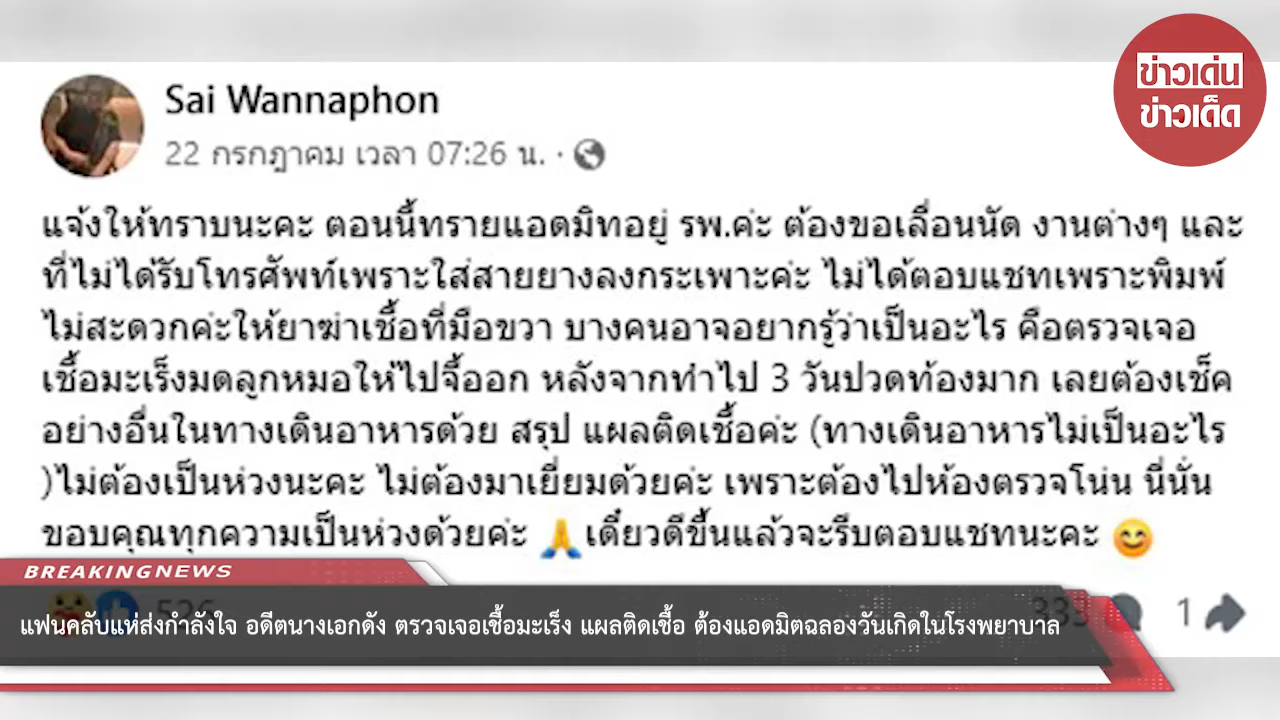 ข่าวเด่น
ข่าวเด็ด
Sai Wannaphon
22 กรกฎาคม เวลา 07:26 น. ·
แจ้งให้ทราบนะคะ ตอนนี้ทรายแอดมิทอยู่ รพ.ค่ะ ต้องขอเลื่อนนัด งานต่างๆ และ
ที่ไม่ได้รับโทรศัพท์เพราะใส่สายยางลงกระเพาะค่ะ ไม่ได้ตอบแชทเพราะพิมพ์
ไม่สะดวกค่ะให้ยาฆ่าเชื้อที่มือขวา บางคนอาจอยากรู้ว่าเป็นอะไร คือตรวจเจอ
เชื้อมะเร็งมดลูกหมอให้ไปจี้ออก หลังจากทำไป 3 วันปวดท้องมาก เลยต้องเช็ค
อย่างอื่นในทางเดินอาหารด้วย สรุป แผลติดเชื้อค่ะ (ทางเดินอาหารไม่เป็นอะไร
)ไม่ต้องเป็นห่วงนะคะ ไม่ต้องมาเยี่ยมด้วยค่ะ เพราะต้องไปห้องตรวจโน่น นี่นั่น
ขอบคุณทุกความเป็นห่วงด้วยค่ะ 🙏 เดี๋ยวดีขึ้นแล้วจะรีบตอบแชทนะคะ 😊
526 333 1
BREAKINGNEWS
แฟนคลับแห่ส่งกำลังใจ อดีตนางเอกดัง ตรวจเจอเชื้อมะเร็ง แผลติดเชื้อ ต้องแอดมิตฉลองวันเกิดในโรงพยาบาล